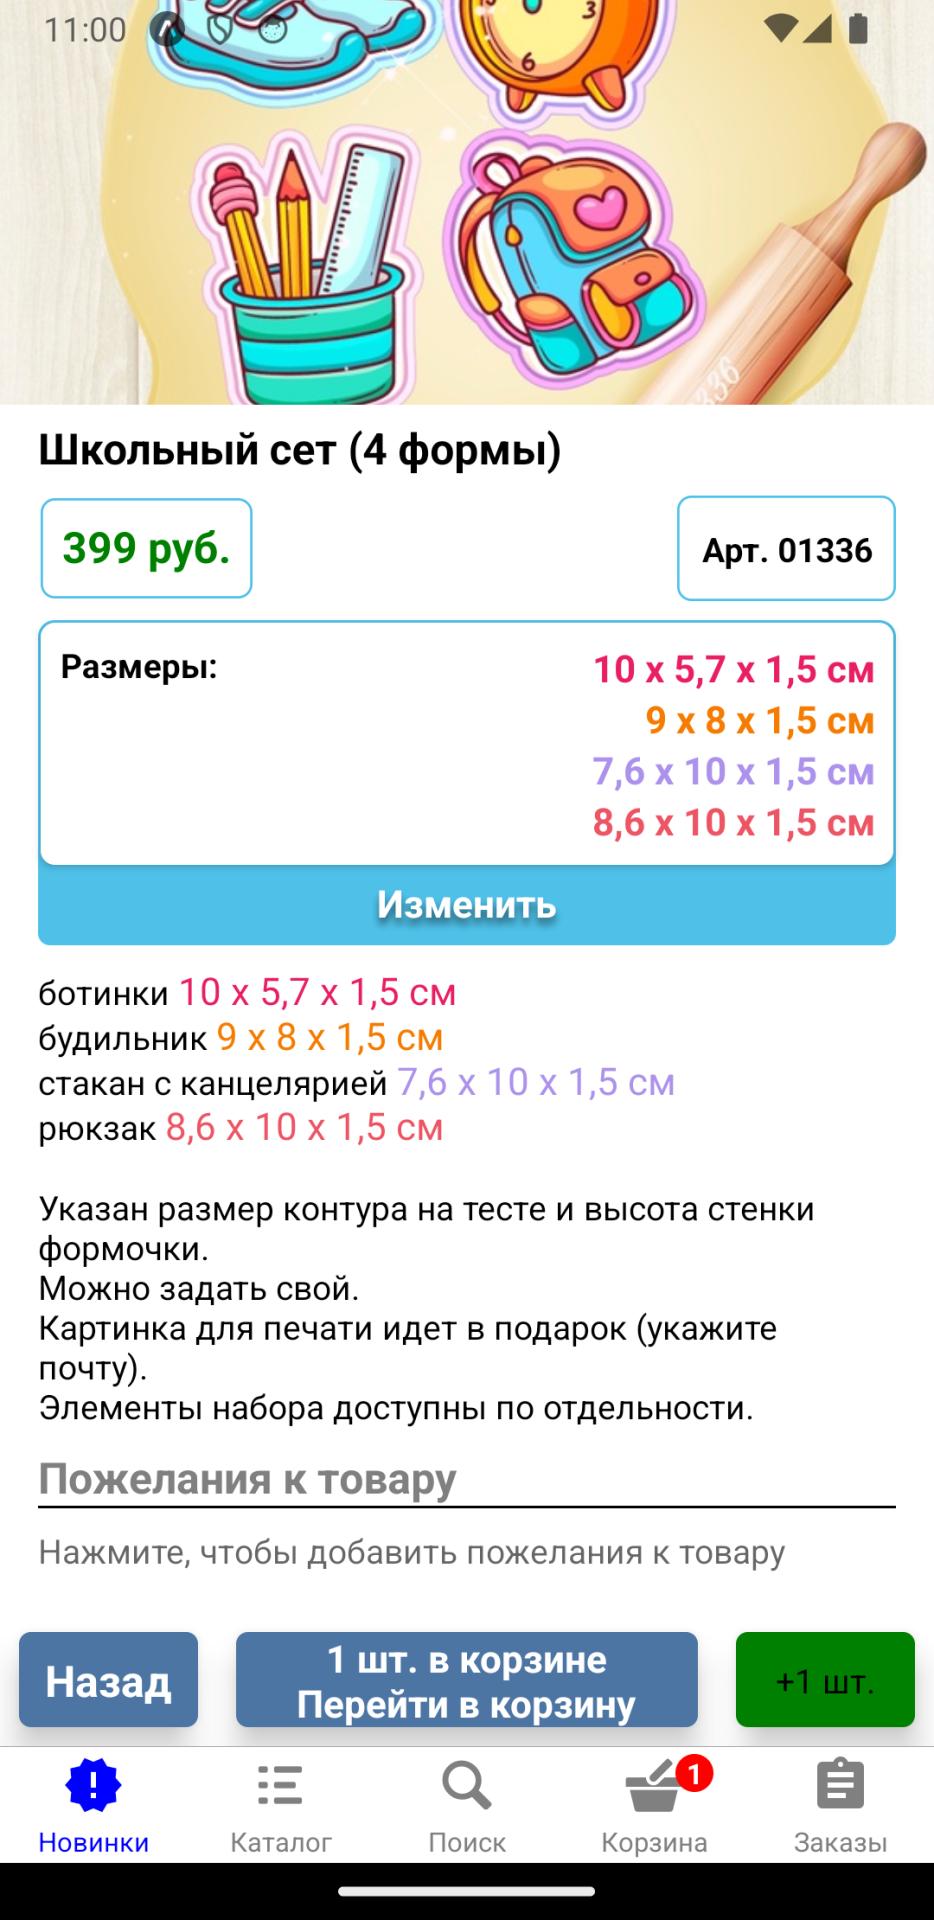 11:00
3
6
336
Школьный сет (4 формы)
399 руб.
Арт. 01336
Размеры:
10 x 5,7 x 1,5 см
9 x 8 x 1,5 см
7,6 x 10 x 1,5 см
8,6 x 10 x 1,5 см
Изменить
ботинки 10 x 5,7 x 1,5 см
будильник 9 x 8 x 1,5 см
стакан с канцелярией 7,6 x 10 x 1,5 см
рюкзак 8,6 x 10 x 1,5 см
Указан размер контура на тесте и высота стенки
формочки.
Можно задать свой.
Картинка для печати идет в подарок (укажите
почту).
Элементы набора доступны по отдельности.
Пожелания к товару
Нажмите, чтобы добавить пожелания к товару
Назад
1 шт. в корзине
Перейти в корзину
+1 шт.
1
Новинки
Каталог
Поиск
Корзина
Заказы